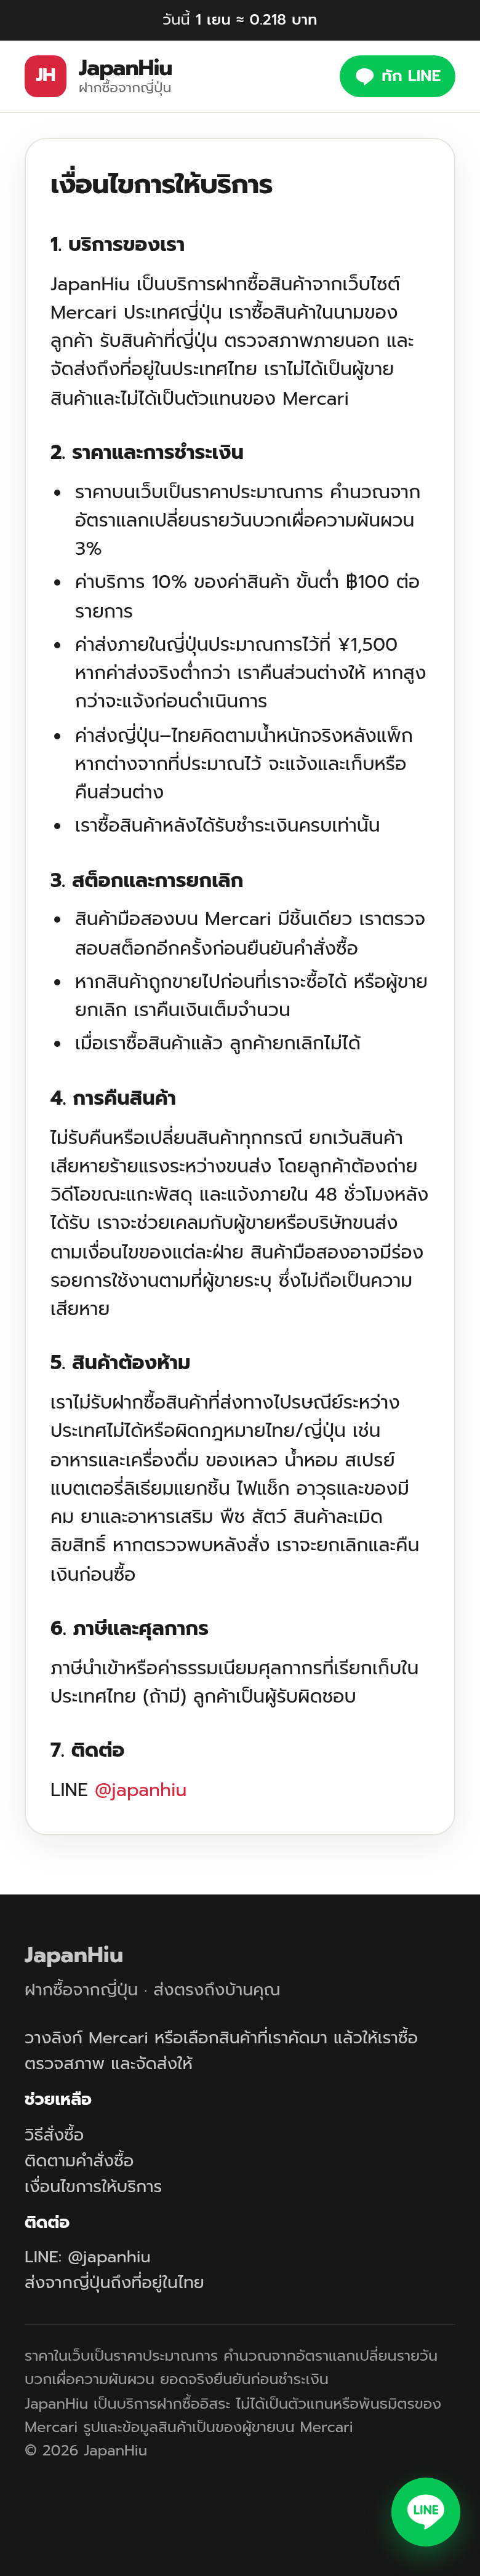 วันนี้ 1 เยน ≈ 0.218 บาท
JH
JapanHiu
ฝากซื้อจากญี่ปุ่น
ทัก LINE
เงื่อนไขการให้บริการ
1. บริการของเรา
JapanHiu เป็นบริการฝากซื้อสินค้าจากเว็บไซต์
Mercari ประเทศญี่ปุ่น เราซื้อสินค้าในนามของ
ลูกค้า รับสินค้าที่ญี่ปุ่น ตรวจสภาพภายนอก และ
จัดส่งถึงที่อยู่ในประเทศไทย เราไม่ได้เป็นผู้ขาย
สินค้าและไม่ได้เป็นตัวแทนของ Mercari
2. ราคาและการชำระเงิน
• ราคาบนเว็บเป็นราคาประมาณการ คำนวณจาก
อัตราแลกเปลี่ยนรายวันบวกเผื่อความผันผวน
3%
• ค่าบริการ 10% ของค่าสินค้า ขั้นต่ำ ฿100 ต่อ
รายการ
• ค่าส่งภายในญี่ปุ่นประมาณการไว้ที่ ¥1,500
หากค่าส่งจริงต่ำกว่า เราคืนส่วนต่างให้ หากสูง
กว่าจะแจ้งก่อนดำเนินการ
• ค่าส่งญี่ปุ่น–ไทยคิดตามน้ำหนักจริงหลังแพ็ก
หากต่างจากที่ประมาณไว้ จะแจ้งและเก็บหรือ
คืนส่วนต่าง
• เราซื้อสินค้าหลังได้รับชำระเงินครบเท่านั้น
3. สต็อกและการยกเลิก
• สินค้ามือสองบน Mercari มีชิ้นเดียว เราตรวจ
สอบสต็อกอีกครั้งก่อนยืนยันคำสั่งซื้อ
• หากสินค้าถูกขายไปก่อนที่เราจะซื้อได้ หรือผู้ขาย
ยกเลิก เราคืนเงินเต็มจำนวน
• เมื่อเราซื้อสินค้าแล้ว ลูกค้ายกเลิกไม่ได้
4. การคืนสินค้า
ไม่รับคืนหรือเปลี่ยนสินค้าทุกกรณี ยกเว้นสินค้า
เสียหายร้ายแรงระหว่างขนส่ง โดยลูกค้าต้องถ่าย
วิดีโอขณะแกะพัสดุ และแจ้งภายใน 48 ชั่วโมงหลัง
ได้รับ เราจะช่วยเคลมกับผู้ขายหรือบริษัทขนส่ง
ตามเงื่อนไขของแต่ละฝ่าย สินค้ามือสองอาจมีร่อง
รอยการใช้งานตามที่ผู้ขายระบุ ซึ่งไม่ถือเป็นความ
เสียหาย
5. สินค้าต้องห้าม
เราไม่รับฝากซื้อสินค้าที่ส่งทางไปรษณีย์ระหว่าง
ประเทศไม่ได้หรือผิดกฎหมายไทย/ญี่ปุ่น เช่น
อาหารและเครื่องดื่ม ของเหลว น้ำหอม สเปรย์
แบตเตอรี่ลิเธียมแยกชิ้น ไฟแช็ก อาวุธและของมี
คม ยาและอาหารเสริม พืช สัตว์ สินค้าละเมิด
ลิขสิทธิ์ หากตรวจพบหลังสั่ง เราจะยกเลิกและคืน
เงินก่อนซื้อ
6. ภาษีและศุลกากร
ภาษีนำเข้าหรือค่าธรรมเนียมศุลกากรที่เรียกเก็บใน
ประเทศไทย (ถ้ามี) ลูกค้าเป็นผู้รับผิดชอบ
7. ติดต่อ
LINE @japanhiu
JapanHiu
ฝากซื้อจากญี่ปุ่น · ส่งตรงถึงบ้านคุณ
วางลิงก์ Mercari หรือเลือกสินค้าที่เราคัดมา แล้วให้เราซื้อ
ตรวจสภาพ และจัดส่งให้
ช่วยเหลือ
วิธีสั่งซื้อ
ติดตามคำสั่งซื้อ
เงื่อนไขการให้บริการ
ติดต่อ
LINE: @japanhiu
ส่งจากญี่ปุ่นถึงที่อยู่ในไทย
ราคาในเว็บเป็นราคาประมาณการ คำนวณจากอัตราแลกเปลี่ยนรายวัน
บวกเผื่อความผันผวน ยอดจริงยืนยันก่อนชำระเงิน
JapanHiu เป็นบริการฝากซื้ออิสระ ไม่ได้เป็นตัวแทนหรือพันธมิตรของ
Mercari รูปและข้อมูลสินค้าเป็นของผู้ขายบน Mercari
© 2026 JapanHiu
LINE